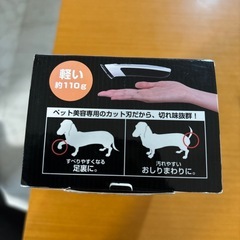 軽い
約110g
ペット美容専用のカット刃だから、切れ味抜群!
すべりやすくなる
足裏に。
汚れやすい
おしりまわりに。